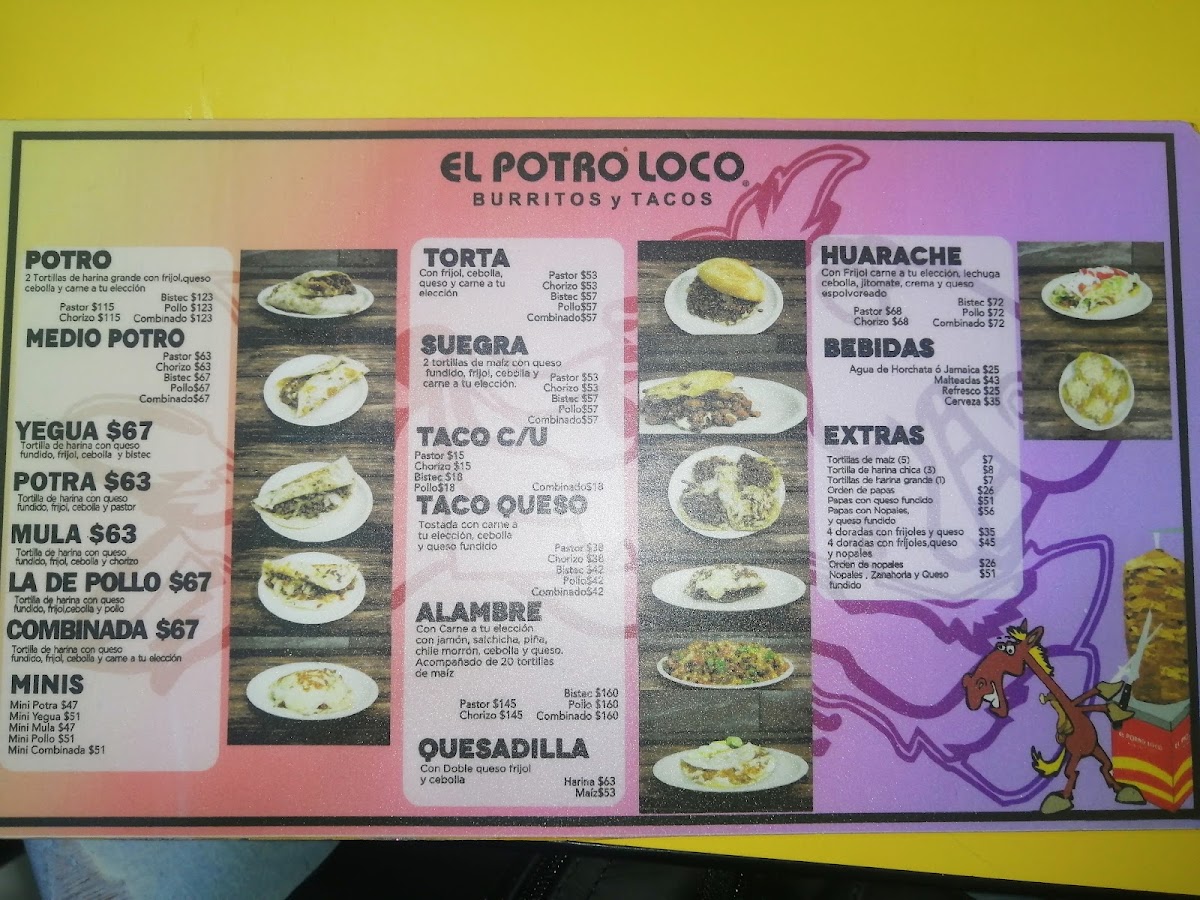 EL POTRO LOCO
BURRITOS y TACOS
POTRO
2 Tortillas de harina grande con frijol,queso
cebolla y carne a tu elección
Bistec $123
Pastor $115 Pollo $123
Chorizo $115 Combinado $123
MEDIO POTRO
Pastor $63
Chorizo $63
Bistec $67
Pollo$67
Combinado$67
YEGUA $67
Tortilla de harina con queso
fundido, frijol, cebolla y bistec
POTRA $63
Tortilla de harina con queso
fundido, frijol, cebolla y pastor
MULA $63
Tortilla de harina con queso
fundido, frijol, cebolla y chorizo
LA DE POLLO $67
Tortilla de harina con queso
fundido, frijol,cebolla y pollo
COMBINADA $67
Tortilla de harina con queso
fundido, frijol, cebolla y carne a tu elección
MINIS
Mini Potra $47
Mini Yegua $51
Mini Mula $47
Mini Pollo $51
Mini Combinada $51
TORTA
Con frijol, cebolla,
queso y carne a tu
elección
Pastor $53
Chorizo $53
Bistec $57
Pollo$57
Combinado$57
SUEGRA
2 tortillas de maíz con queso
fundido, frijol, cebolla y
carne a tu elección.
Pastor $53
Chorizo $53
Bistec $57
Pollo$57
Combinado$57
TACO C/U
Pastor $15
Chorizo $15
Bistec $18
Pollo$18 Combinado$18
TACO QUESO
Tostada con carne a
tu elección, cebolla
y queso fundido
Pastor $38
Chorizo $38
Bistec $42
Pollo$42
Combinado$42
ALAMBRE
Con Carne a tu elección
con jamón, salchicha, piña,
chile morrón, cebolla y queso.
Acompañado de 20 tortillas
de maíz
Bistec $160
Pastor $145 Pollo $160
Chorizo $145 Combinado $160
QUESADILLA
Con Doble queso frijol
y cebolla
Harina $63
Maíz$53
HUARACHE
Con Frijol carne a tu elección, lechuga
cebolla, jitomate, crema y queso
espolvoreado
Bistec $72
Pastor $68 Pollo $72
Chorizo $68 Combinado $72
BEBIDAS
Agua de Horchata ó Jamaica $25
Malteadas $43
Refresco $25
Cerveza $35
EXTRAS
Tortillas de maíz (5) $7
Tortilla de harina chica (3) $8
Tortillas de harina grande (1) $7
Orden de papas $26
Papas con queso fundido $51
Papas con Nopales, $56
y queso fundido
4 doradas con frijoles y queso $35
4 doradas con frijoles,queso $45
y nopales
Orden de nopales $26
Nopales , Zanahoria y Queso $51
fundido
EL POTRO LOCO